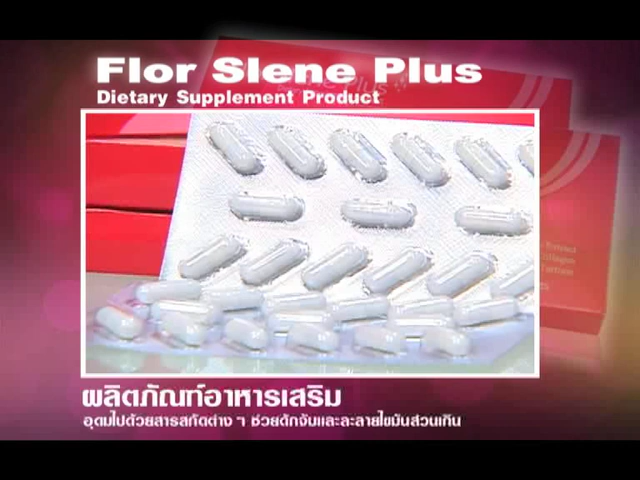 Flor Slene Plus
Dietary Supplement Product
Plus
ผลิตภัณฑ์อาหารเสริม
อุดมไปด้วยสารสกัดต่าง ๆ ช่วยดักจับและละลายไขมันส่วนเกิน